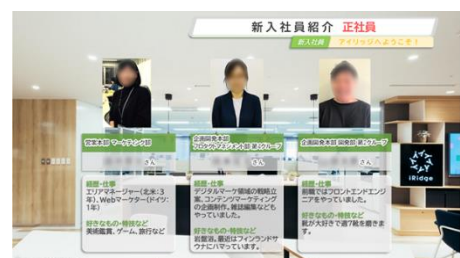 新入社員紹介 正社員
新入社員 アイリッジへようこそ!
営業本部 マーケティング部
さん
経歴・仕事
エリアマネージャー(北米:3
年)、Webマーケター(ドイツ:
1年)
好きなもの・特技など
美術鑑賞、ゲーム、旅行など
企画開発本部
プロダクトマネジメント部 第1グループ
さん
経歴・仕事
デジタルマーケ領域の戦略立
案、コンテンツマーケティング
の企画制作、雑誌編集なども
やっていました。
好きなもの・特技など
岩盤浴。最近はフィンランドサ
ウナにハマっています。
企画開発本部 開発部 第2グループ
さん
経歴・仕事
前職ではフロントエンドエンジ
ニアをやっていました。
好きなもの・特技など
靴が大好きで週7靴を磨きま
す。
iRidge